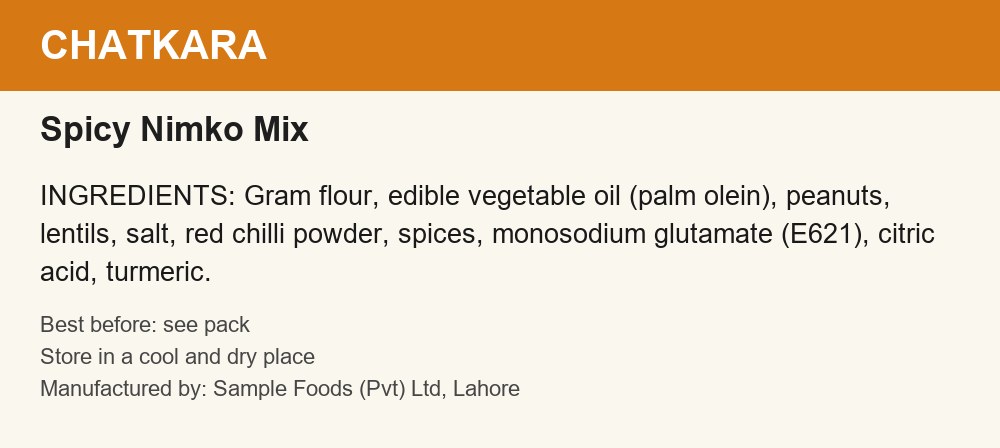 CHATKARA
Spicy Nimko Mix
INGREDIENTS: Gram flour, edible vegetable oil (palm olein), peanuts,
lentils, salt, red chilli powder, spices, monosodium glutamate (E621), citric
acid, turmeric.
Best before: see pack
Store in a cool and dry place
Manufactured by: Sample Foods (Pvt) Ltd, Lahore